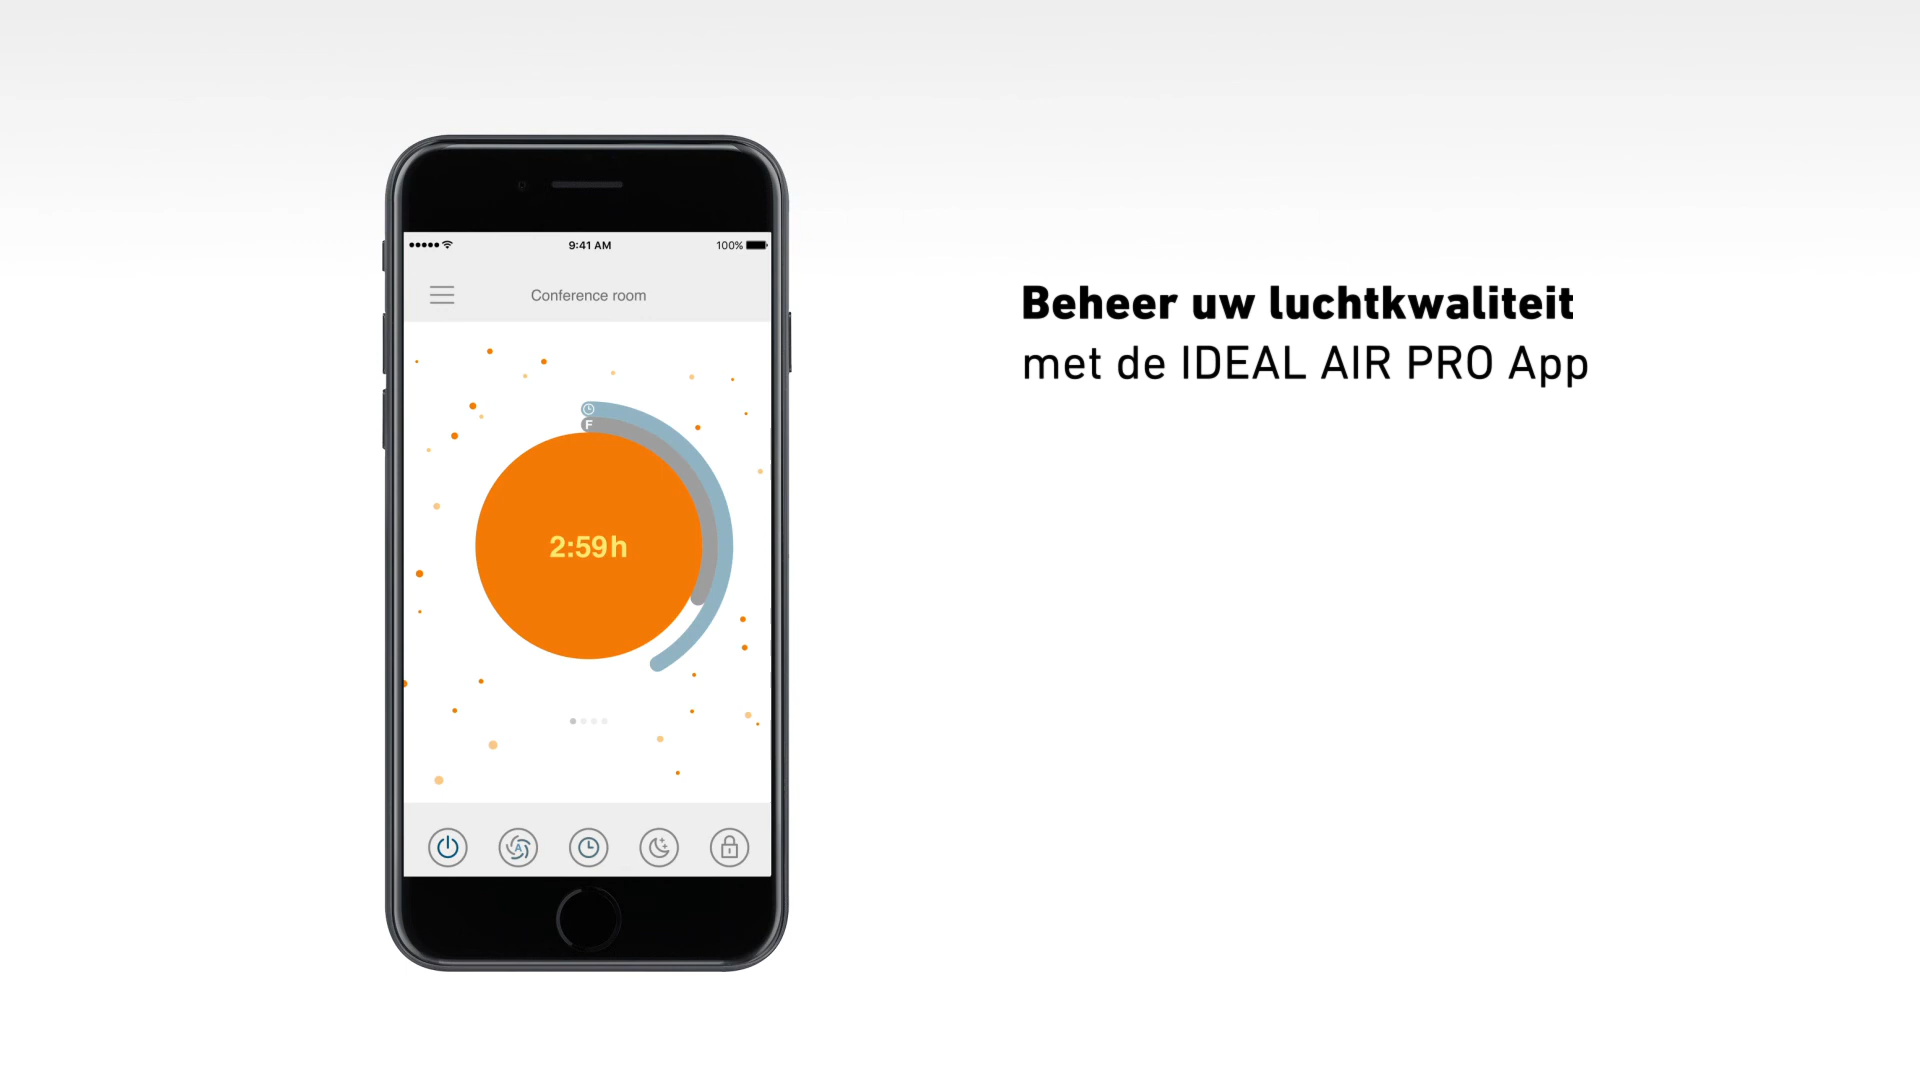 9:41 AM
100%
Conference room
F
2:59h
A
Beheer uw luchtkwaliteit
met de IDEAL AIR PRO App